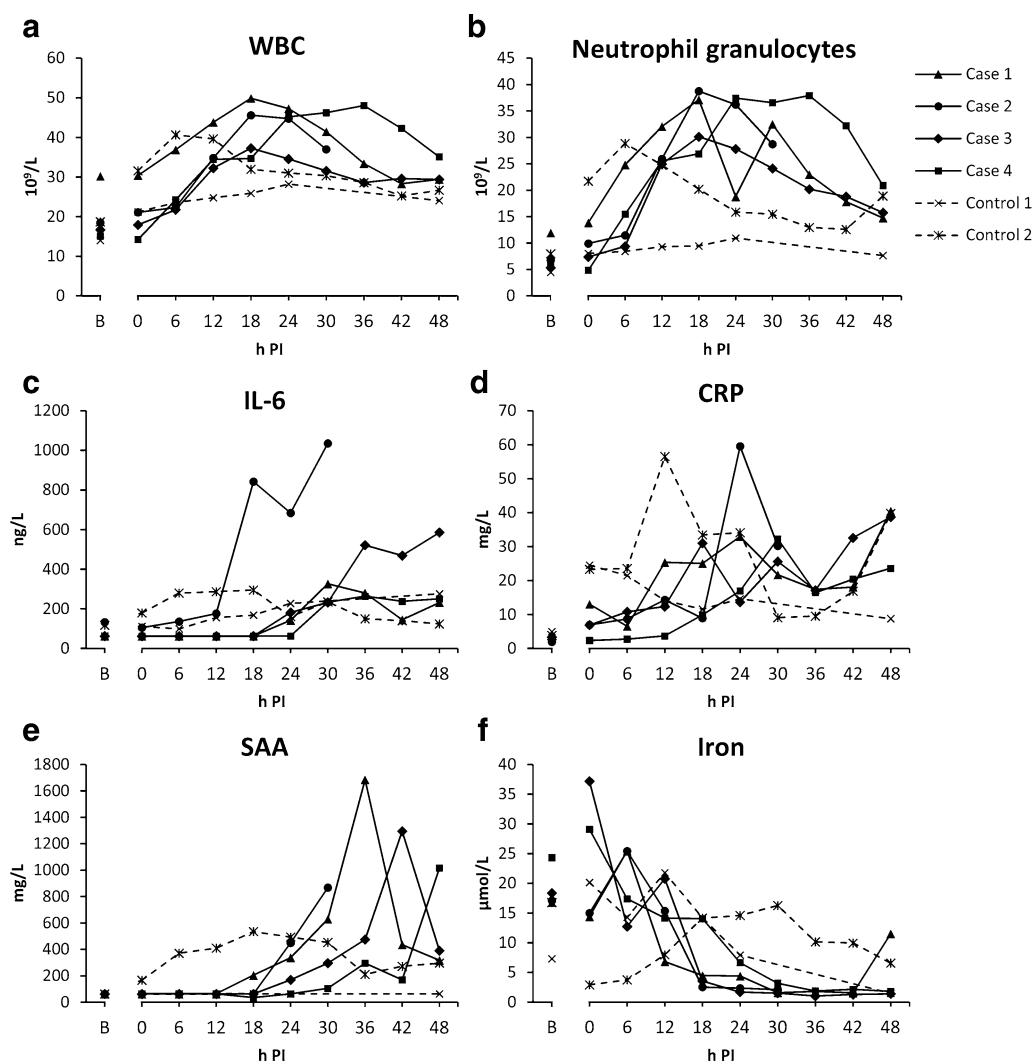 a
WBC
60
50
40
30
20
10
0
10⁹/L
B 0 6 12 18 24 30 36 42 48
h PI
b
Neutrophil granulocytes
45
40
35
30
25
20
15
10
5
0
10⁹/L
B 0 6 12 18 24 30 36 42 48
h PI
Case 1
Case 2
Case 3
Case 4
Control 1
Control 2
c
IL-6
1200
1000
800
600
400
200
0
ng/L
B 0 6 12 18 24 30 36 42 48
h PI
d
CRP
70
60
50
40
30
20
10
0
mg/L
B 0 6 12 18 24 30 36 42 48
h PI
e
SAA
1800
1600
1400
1200
1000
800
600
400
200
0
mg/L
B 0 6 12 18 24 30 36 42 48
h PI
f
Iron
40
35
30
25
20
15
10
5
0
μmol/L
B 0 6 12 18 24 30 36 42 48
h PI